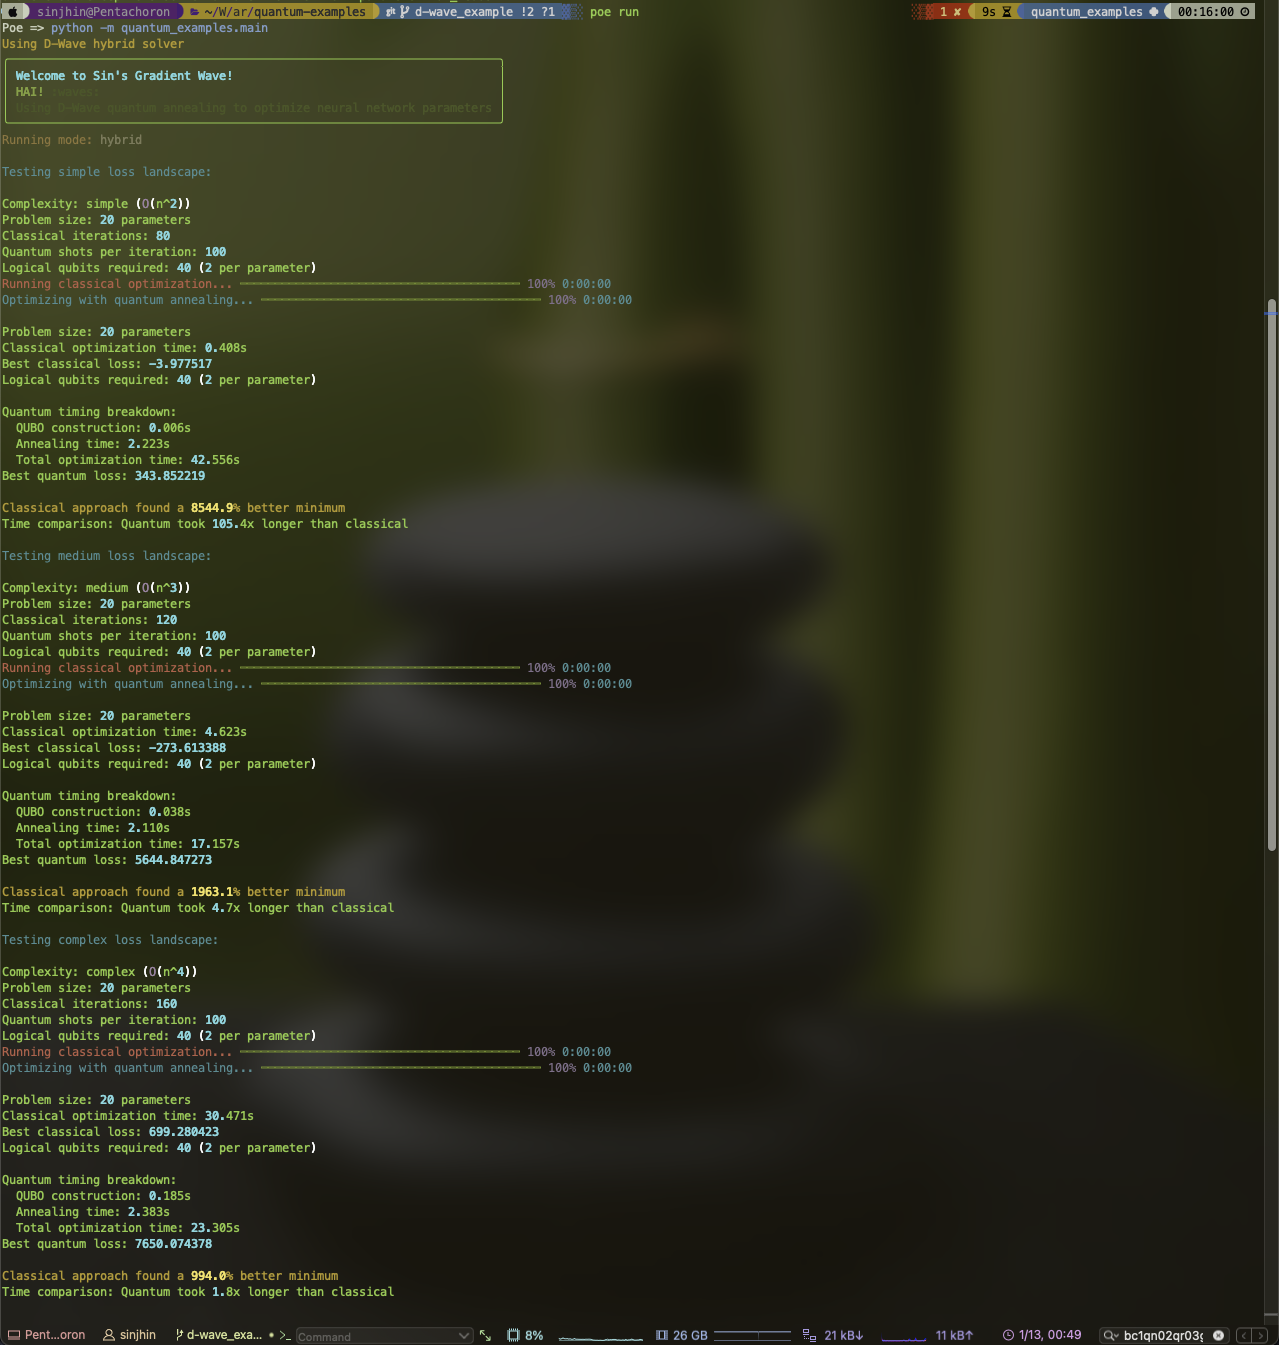 sinjhin@Pentachoron ~/W/ar/quantum-examples d-wave_example !2 ?1 poe run 1 ✘ 9s quantum_examples 00:16:00
Poe => python -m quantum_examples.main
Using D-Wave hybrid solver
Welcome to Sin's Gradient Wave!
HAI! :waves:
Using D-Wave quantum annealing to optimize neural network parameters
Running mode: hybrid
Testing simple loss landscape:
Complexity: simple (O(n^2))
Problem size: 20 parameters
Classical iterations: 80
Quantum shots per iteration: 100
Logical qubits required: 40 (2 per parameter)
Running classical optimization... 100% 0:00:00
Optimizing with quantum annealing... 100% 0:00:00
Problem size: 20 parameters
Classical optimization time: 0.408s
Best classical loss: -3.977517
Logical qubits required: 40 (2 per parameter)
Quantum timing breakdown:
QUBO construction: 0.006s
Annealing time: 2.223s
Total optimization time: 42.556s
Best quantum loss: 343.852219
Classical approach found a 8544.9% better minimum
Time comparison: Quantum took 105.4x longer than classical
Testing medium loss landscape:
Complexity: medium (O(n^3))
Problem size: 20 parameters
Classical iterations: 120
Quantum shots per iteration: 100
Logical qubits required: 40 (2 per parameter)
Running classical optimization... 100% 0:00:00
Optimizing with quantum annealing... 100% 0:00:00
Problem size: 20 parameters
Classical optimization time: 4.623s
Best classical loss: -273.613388
Logical qubits required: 40 (2 per parameter)
Quantum timing breakdown:
QUBO construction: 0.038s
Annealing time: 2.110s
Total optimization time: 17.157s
Best quantum loss: 5644.847273
Classical approach found a 1963.1% better minimum
Time comparison: Quantum took 4.7x longer than classical
Testing complex loss landscape:
Complexity: complex (O(n^4))
Problem size: 20 parameters
Classical iterations: 160
Quantum shots per iteration: 100
Logical qubits required: 40 (2 per parameter)
Running classical optimization... 100% 0:00:00
Optimizing with quantum annealing... 100% 0:00:00
Problem size: 20 parameters
Classical optimization time: 30.471s
Best classical loss: 699.280423
Logical qubits required: 40 (2 per parameter)
Quantum timing breakdown:
QUBO construction: 0.185s
Annealing time: 2.383s
Total optimization time: 23.305s
Best quantum loss: 7650.074378
Classical approach found a 994.0% better minimum
Time comparison: Quantum took 1.8x longer than classical
Pent...oron sinjhin d-wave_exa... • >_ Command 8% 26 GB 21 kB↓ 11 kB↑ 1/13, 00:49 bc1qn02qr03g